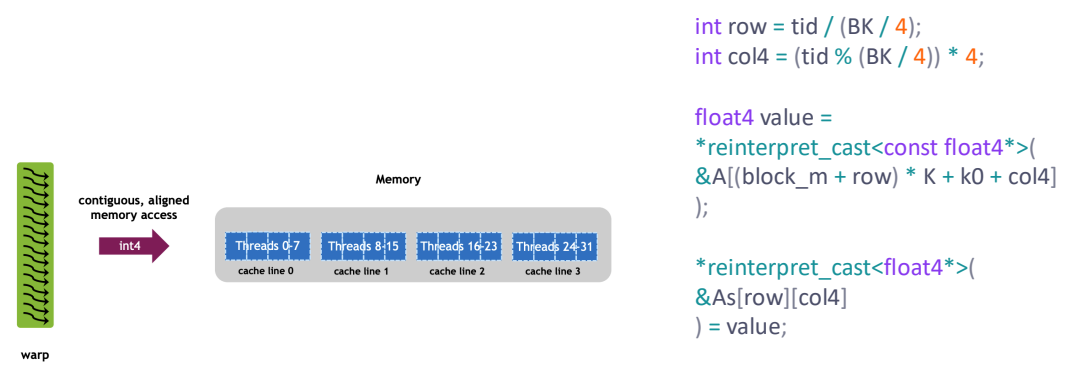 warp
contiguous, aligned
memory access
int4
Memory
Threads 0-7
Threads 8-15
Threads 16-23
Threads 24-31
cache line 0
cache line 1
cache line 2
cache line 3
int row = tid / (BK / 4);
int col4 = (tid % (BK / 4)) * 4;
float4 value =
*reinterpret_cast<const float4*>(
&A[(block_m + row) * K + k0 + col4]
);
*reinterpret_cast<float4*>(
&As[row][col4]
) = value;